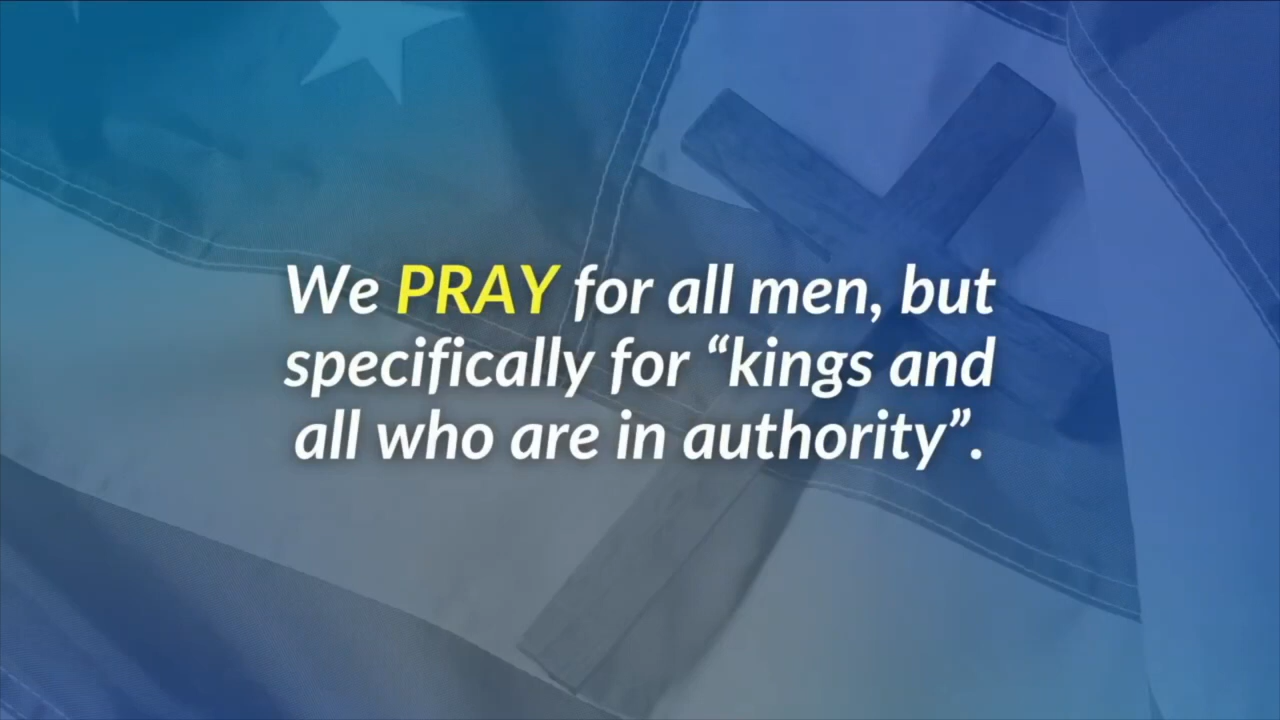 We PRAY for all men, but
specifically for “kings and
all who are in authority”.